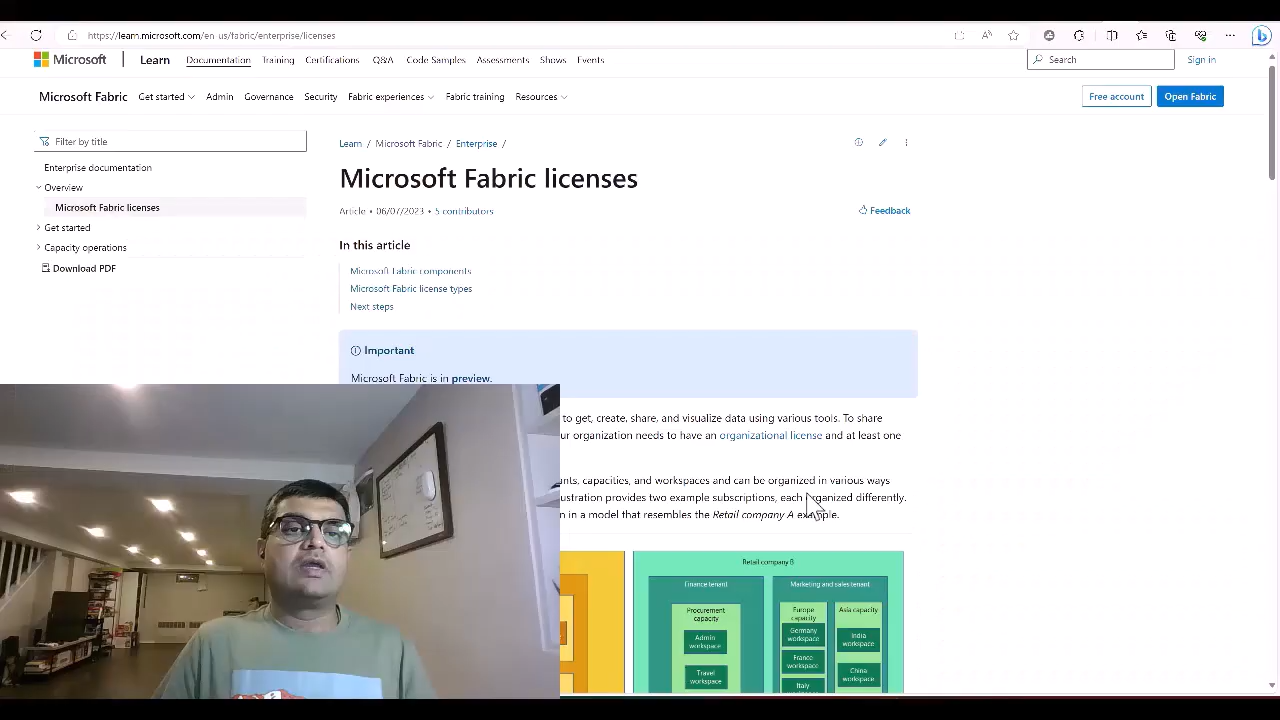 https://learn.microsoft.com/en-us/fabric/enterprise/licenses
Microsoft
Learn Documentation Training Certifications Q&A Code Samples Assessments Shows Events
Search
Sign in
Microsoft Fabric Get started Admin Governance Security Fabric experiences Fabric training Resources
Free account
Open Fabric
Filter by title
Enterprise documentation
Overview
Microsoft Fabric licenses
Get started
Capacity operations
Download PDF
Learn / Microsoft Fabric / Enterprise /
Microsoft Fabric licenses
Article • 06/07/2023 • 5 contributors
Feedback
In this article
Microsoft Fabric components
Microsoft Fabric license types
Next steps
Important
Microsoft Fabric is in preview.
to get, create, share, and visualize data using various tools. To share
ur organization needs to have an organizational license and at least one
ants, capacities, and workspaces and can be organized in various ways
ustration provides two example subscriptions, each organized differently.
n in a model that resembles the Retail company A example.
Retail company B
Finance tenant
Procurement
capacity
Admin
workspace
Travel
workspace
Marketing and sales tenant
Europe
capacity
Germany
workspace
France
workspace
Italy
Asia capacity
India
workspace
China
workspace